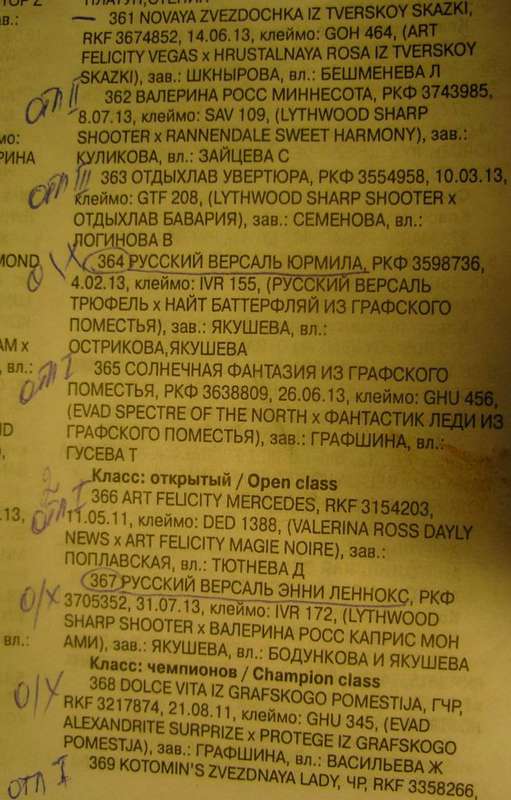 ПЛАТУП, СТЕПИН
361 NOVAYA ZVEZDOCHKA IZ TVERSKOY SKAZKI,
RKF 3674852, 14.06.13, клеймо: GOH 464, (ART
FELICITY VEGAS x HRUSTALNAYA ROSA IZ TVERSKOY
SKAZKI), зав.: ШКНЫРОВА, вл.: БЕШМЕНЕВА Л
отл II 362 ВАЛЕРИНА РОСС МИННЕСОТА, РКФ 3743985,
8.07.13, клеймо: SAV 109, (LYTHWOOD SHARP
SHOOTER x RANNENDALE SWEET HARMONY), зав.:
КУЛИКОВА, вл.: ЗАЙЦЕВА С
отл III 363 ОТДЫХЛАВ УВЕРТЮРА, РКФ 3554958, 10.03.13,
клеймо: GTF 208, (LYTHWOOD SHARP SHOOTER x
ОТДЫХЛАВ БАВАРИЯ), зав.: СЕМЕНОВА, вл.:
ЛОГИНОВА В
о/х 364 РУССКИЙ ВЕРСАЛЬ ЮРМИЛА, РКФ 3598736,
4.02.13, клеймо: IVR 155, (РУССКИЙ ВЕРСАЛЬ
ТРЮФЕЛЬ x НАЙТ БАТТЕРФЛЯЙ ИЗ ГРАФСКОГО
ПОМЕСТЬЯ), зав.: ЯКУШЕВА, вл.:
ОСТРИКОВА,ЯКУШЕВА
отл I 365 СОЛНЕЧНАЯ ФАНТАЗИЯ ИЗ ГРАФСКОГО
ПОМЕСТЬЯ, РКФ 3638809, 26.06.13, клеймо: GHU 456,
(EVAD SPECTRE OF THE NORTH x ФАНТАСТИК ЛЕДИ ИЗ
ГРАФСКОГО ПОМЕСТЬЯ), зав.: ГРАФШИНА, вл.:
ГУСЕВА Т
Класс: открытый / Open class
отл I 366 ART FELICITY MERCEDES, RKF 3154203,
11.05.11, клеймо: DED 1388, (VALERINA ROSS DAYLY
NEWS x ART FELICITY MAGIE NOIRE), зав.:
ПОПЛАВСКАЯ, вл.: ТЮТНЕВА Д
о/х 367 РУССКИЙ ВЕРСАЛЬ ЭННИ ЛЕННОКС, РКФ
3705352, 31.07.13, клеймо: IVR 172, (LYTHWOOD
SHARP SHOOTER x ВАЛЕРИНА РОСС КАПРИС МОН
АМИ), зав.: ЯКУШЕВА, вл.: БОДУНКОВА И ЯКУШЕВА
Класс: чемпионов / Champion class
о/х 368 DOLCE VITA IZ GRAFSKOGO POMESTIJA, ГЧР,
RKF 3217874, 21.08.11, клеймо: GHU 345, (EVAD
ALEXANDRITE SURPRIZE x PROTEGE IZ GRAFSKOGO
POMESTJA), зав.: ГРАФШИНА, вл.: ВАСИЛЬЕВА Ж
отл I 369 KOTOMIN'S ZVEZDNAYA LADY, ЧР, RKF 3358266,